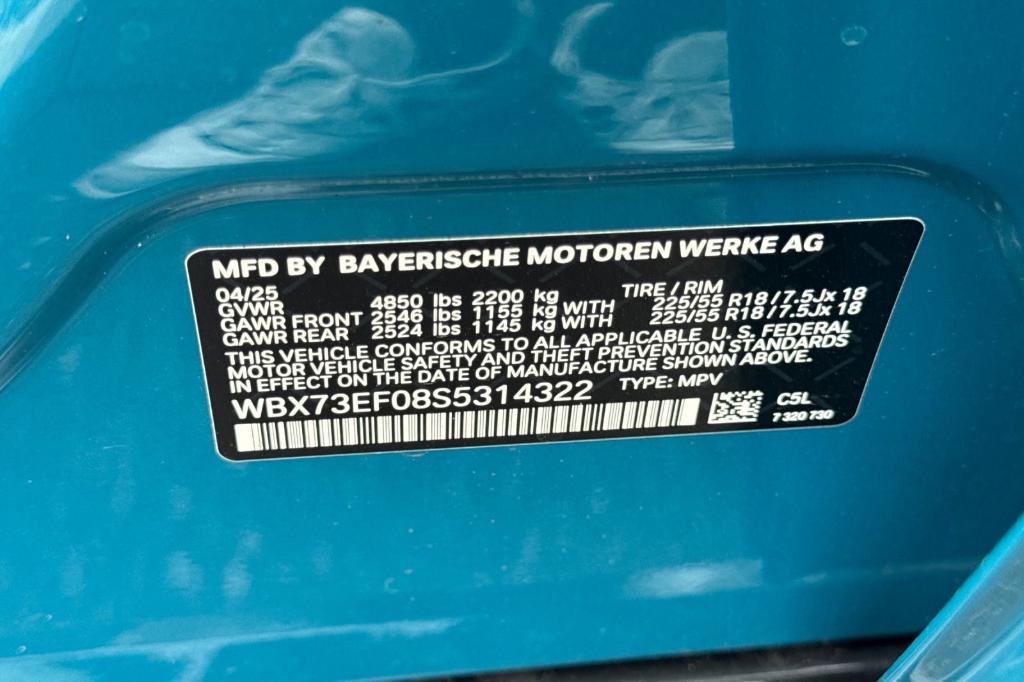 MFD BY BAYERISCHE MOTOREN WERKE AG
04/25 TIRE / RIM
GVWR 4850 lbs 2200 kg
GAWR FRONT 2546 lbs 1155 kg WITH 225/55 R18 / 7.5Jx 18
GAWR REAR 2524 lbs 1145 kg WITH 225/55 R18 / 7.5Jx 18
THIS VEHICLE CONFORMS TO ALL APPLICABLE U. S. FEDERAL
MOTOR VEHICLE SAFETY AND THEFT PREVENTION STANDARDS
IN EFFECT ON THE DATE OF MANUFACTURE SHOWN ABOVE.
WBX73EF08S5314322 TYPE: MPV
C5L
7 320 730